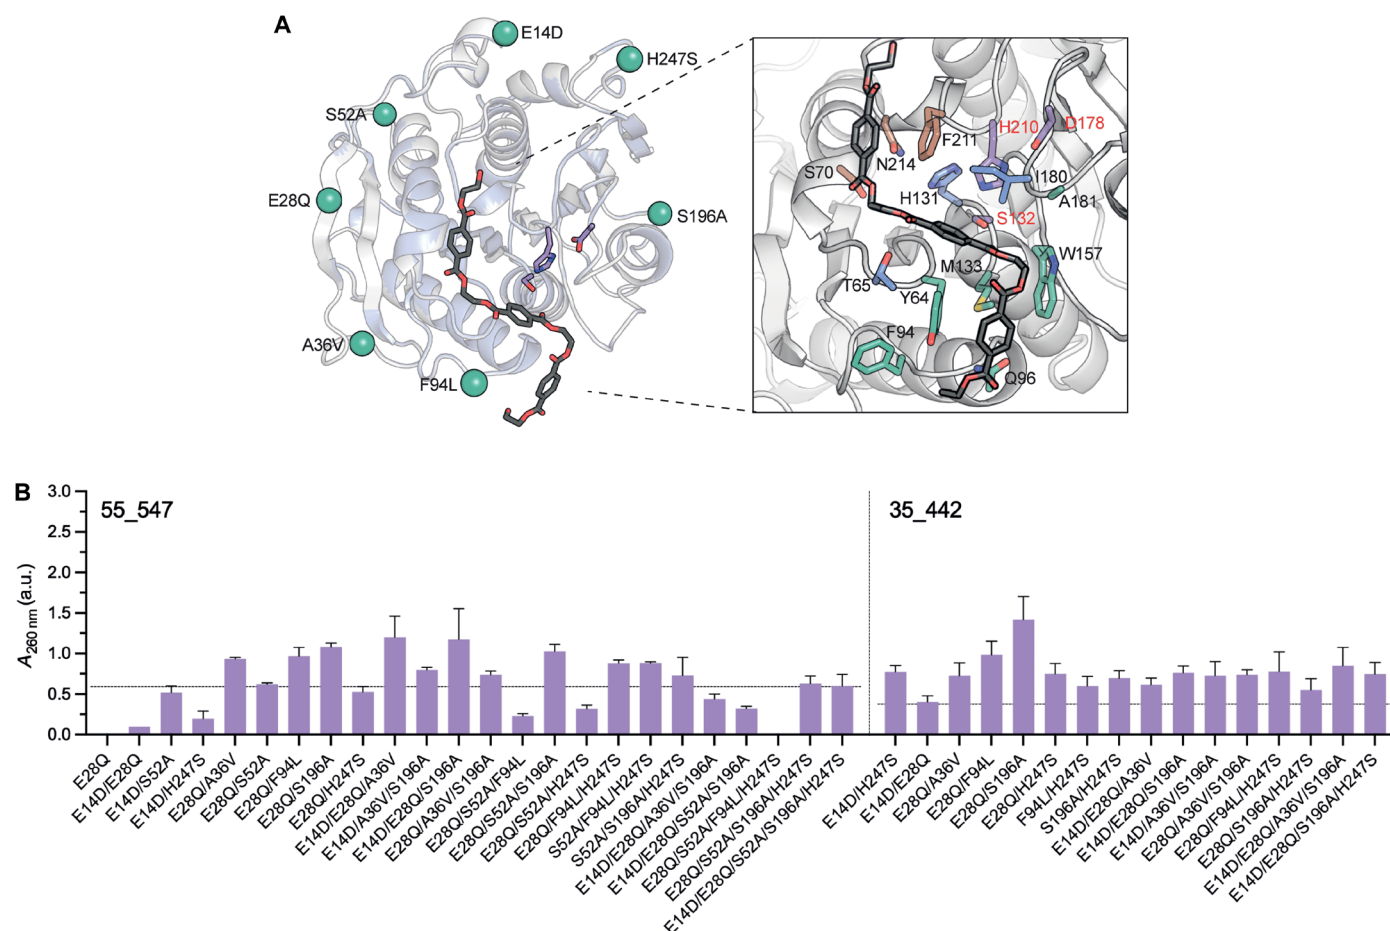 A
E14D
H247S
S52A
E28Q
S196A
A36V
F94L
H210
D178
F211
N214
S70
I180
H131
A181
S132
M133
W157
T65
Y64
F94
Q96
B
55_547
35_442
A260 nm (a.u.)
3.0
2.5
2.0
1.5
1.0
0.5
0.0
E28Q
E14D/E28Q
E14D/S52A
E14D/H247S
E28Q/A36V
E28Q/S52A
E28Q/F94L
E28Q/S196A
E28Q/H247S
E14D/E28Q/A36V
E14D/A36V/S196A
E14D/E28Q/S196A
E28Q/A36V/S196A
E28Q/S52A/F94L
E28Q/S52A/S196A
E28Q/S52A/H247S
E28Q/F94L/H247S
S52A/F94L/H247S
S52A/S196A/H247S
E14D/E28Q/A36V/S196A
E14D/E28Q/S52A/S196A
E28Q/S52A/F94L/H247S
E28Q/S52A/S196A/H247S
E14D/E28Q/S52A/S196A/H247S
E14D/H247S
E14D/E28Q
E28Q/A36V
E28Q/F94L
E28Q/S196A
E28Q/H247S
F94L/H247S
S196A/H247S
E14D/E28Q/A36V
E14D/E28Q/S196A
E14D/A36V/S196A
E28Q/A36V/S196A
E28Q/F94L/H247S
E28Q/S196A/H247S
E14D/E28Q/A36V/S196A
E14D/E28Q/S196A/H247S